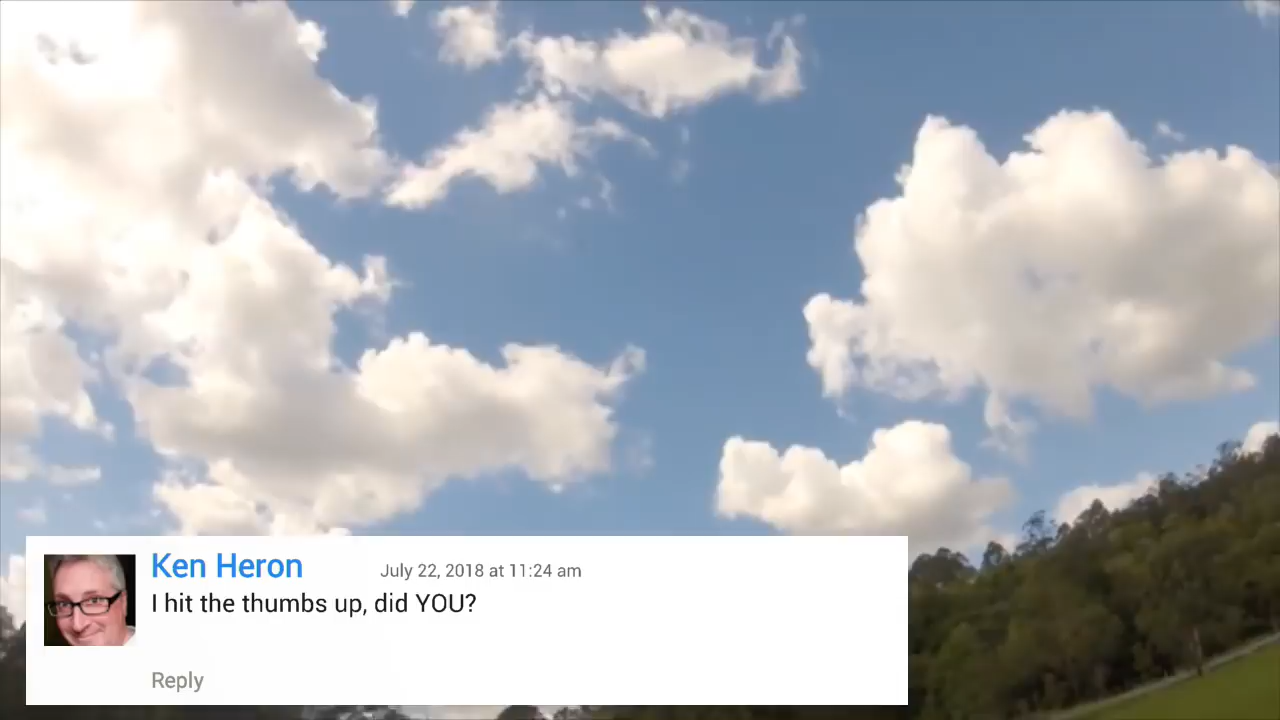 Ken Heron July 22, 2018 at 11:24 am
I hit the thumbs up, did YOU?
Reply